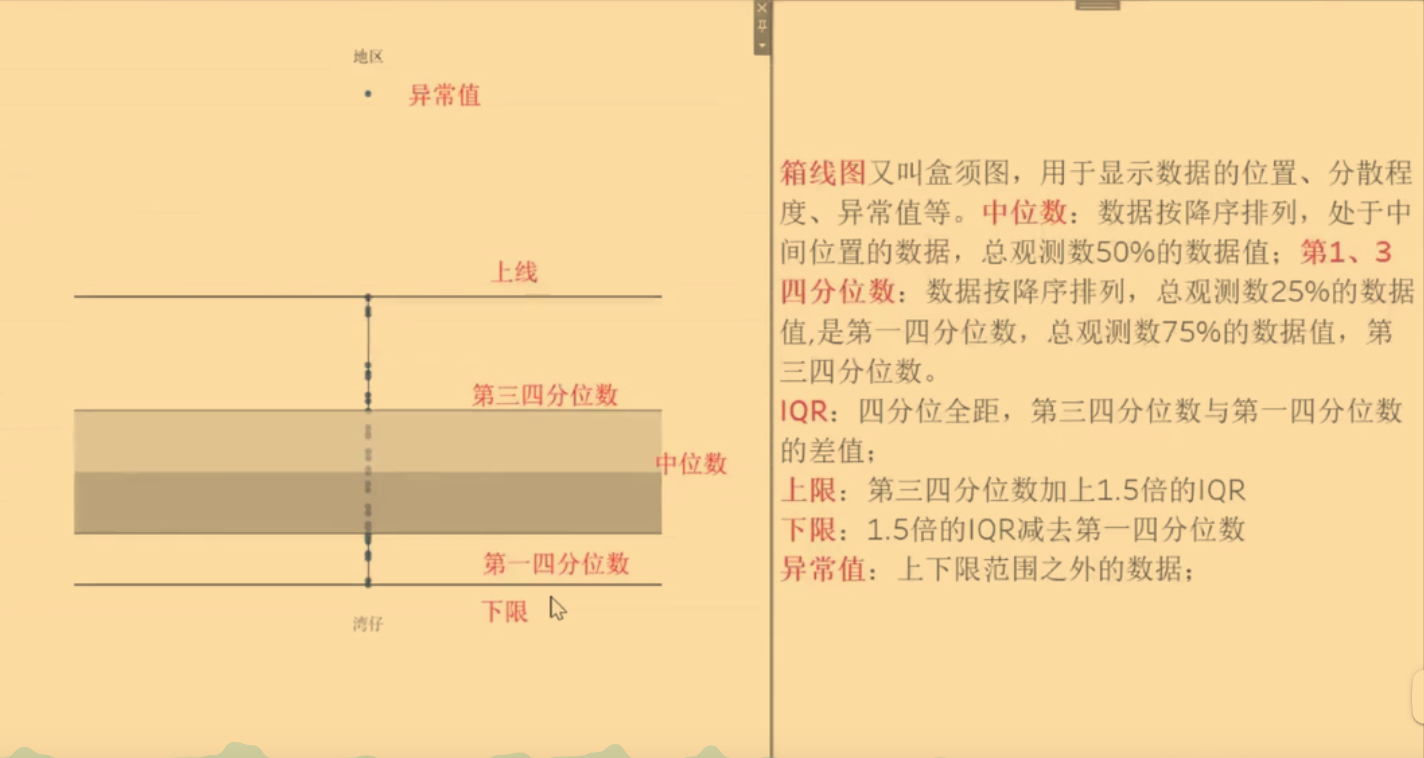 地区
异常值
上线
第三四分位数
中位数
第一四分位数
下限
湾仔
箱线图又叫盒须图，用于显示数据的位置、分散程
度、异常值等。中位数：数据按降序排列，处于中
间位置的数据，总观测数50%的数据值；第1、3
四分位数：数据按降序排列，总观测数25%的数据
值,是第一四分位数，总观测数75%的数据值，第
三四分位数。
IQR：四分位全距，第三四分位数与第一四分位数
的差值；
上限：第三四分位数加上1.5倍的IQR
下限：1.5倍的IQR减去第一四分位数
异常值：上下限范围之外的数据；